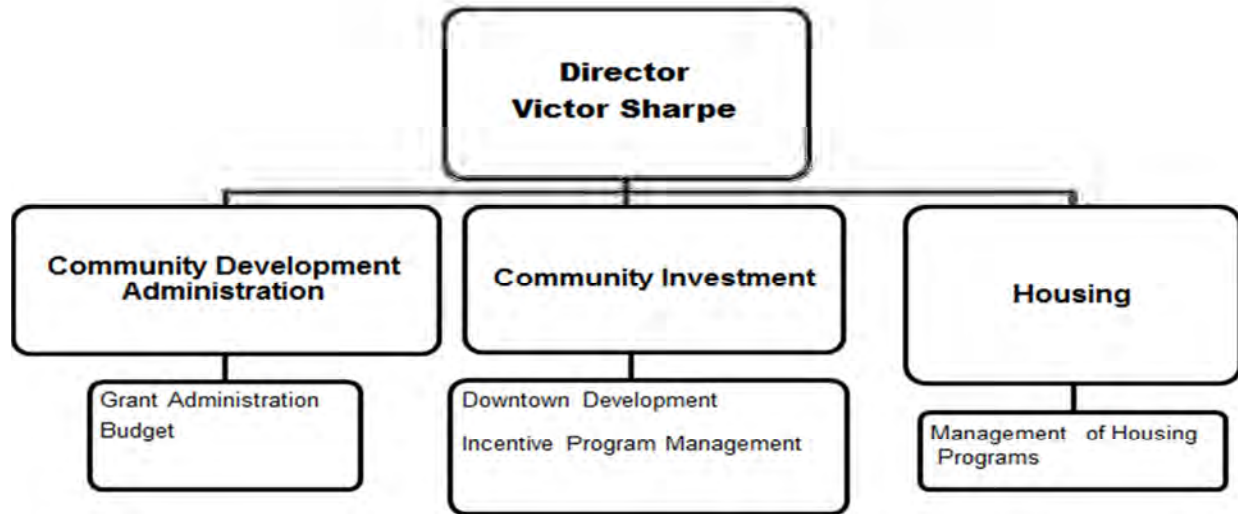 Director
Victor Sharpe
Community Development
Administration
Community Investment
Housing
Grant Administration
Budget
Downtown Development
Incentive Program Management
Management of Housing
Programs